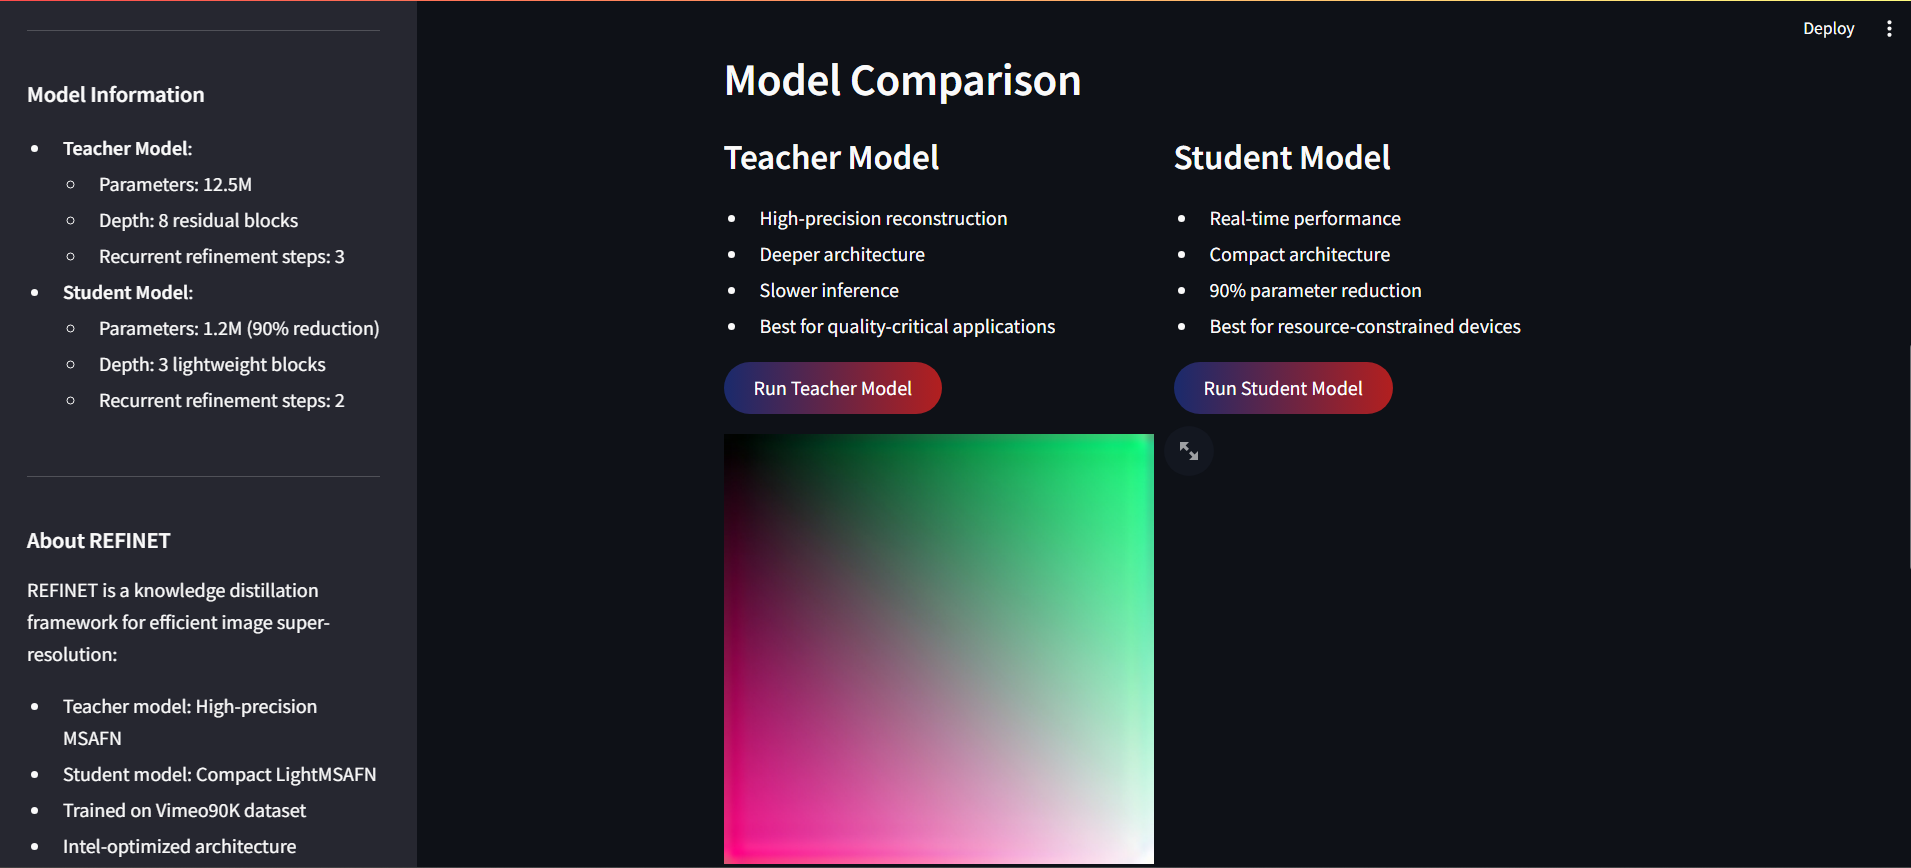 Deploy
Model Information
Teacher Model:
Parameters: 12.5M
Depth: 8 residual blocks
Recurrent refinement steps: 3
Student Model:
Parameters: 1.2M (90% reduction)
Depth: 3 lightweight blocks
Recurrent refinement steps: 2
About REFINET
REFINET is a knowledge distillation
framework for efficient image super-
resolution:
Teacher model: High-precision
MSAFN
Student model: Compact LightMSAFN
Trained on Vimeo90K dataset
Intel-optimized architecture
Model Comparison
Teacher Model
High-precision reconstruction
Deeper architecture
Slower inference
Best for quality-critical applications
Run Teacher Model
Student Model
Real-time performance
Compact architecture
90% parameter reduction
Best for resource-constrained devices
Run Student Model